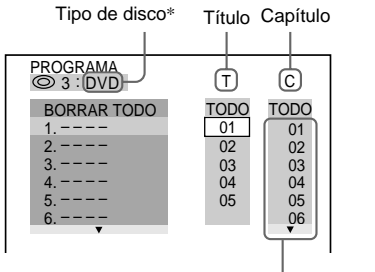 Tipo de disco* Título Capítulo
PROGRAMA
3 : DVD T C
BORRAR TODO TODO TODO
1. – – – – 01 01
2. – – – – 02 02
3. – – – – 03 03
4. – – – – 04 04
5. – – – – 05 05
6. – – – – 06